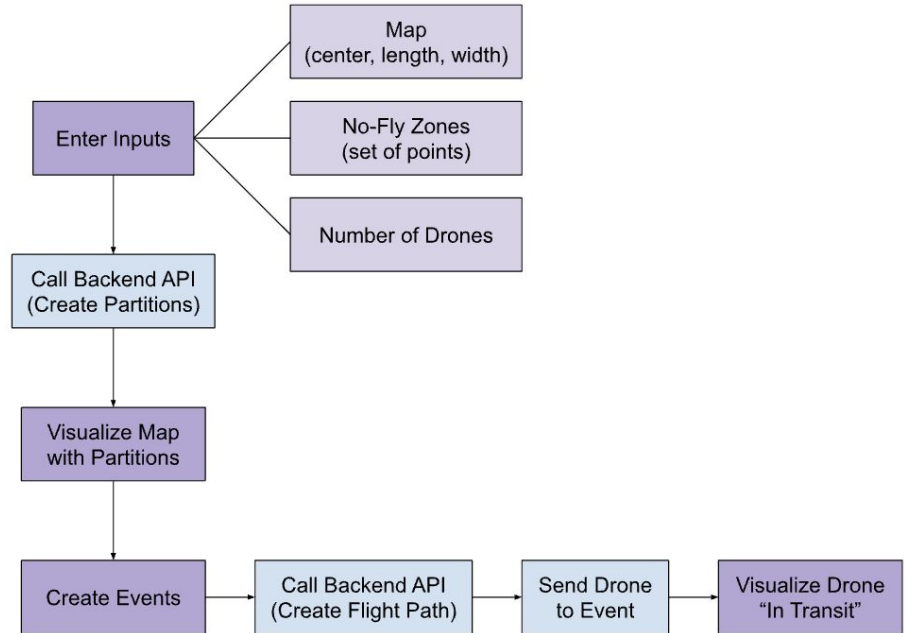 Map
(center, length, width)
Enter Inputs
No-Fly Zones
(set of points)
Number of Drones
Call Backend API
(Create Partitions)
Visualize Map
with Partitions
Create Events
Call Backend API
(Create Flight Path)
Send Drone
to Event
Visualize Drone
“In Transit”